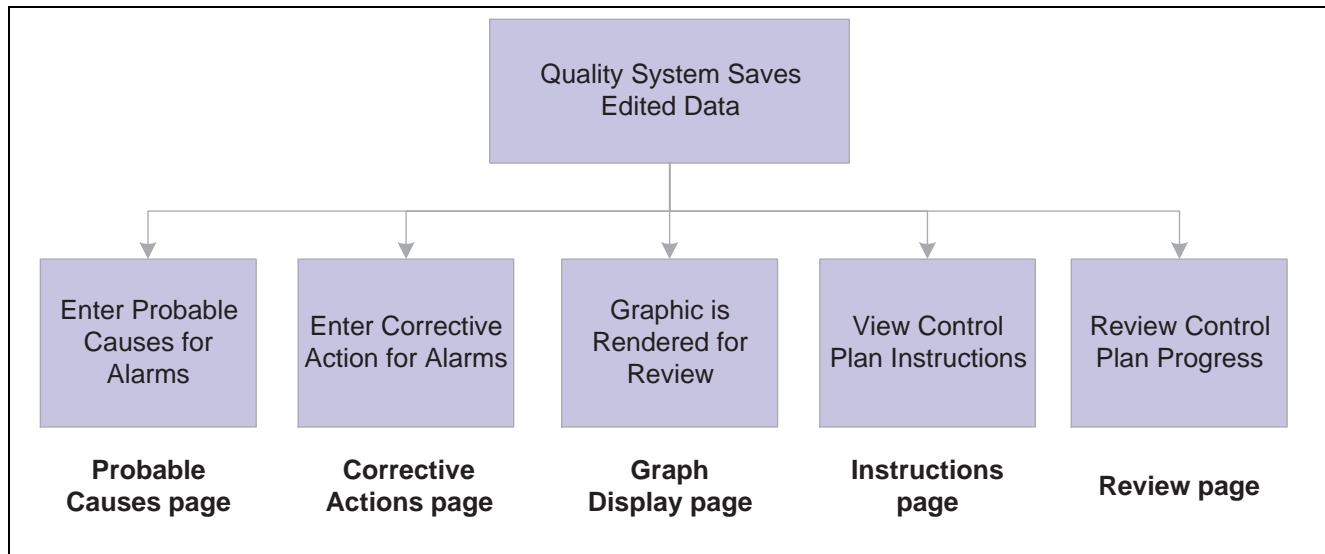 Quality System Saves
Edited Data
Enter Probable
Causes for
Alarms
Enter Corrective
Action for Alarms
Graphic is
Rendered for
Review
View Control
Plan Instructions
Review Control
Plan Progress
Probable
Causes page
Corrective
Actions page
Graph
Display page
Instructions
page
Review page